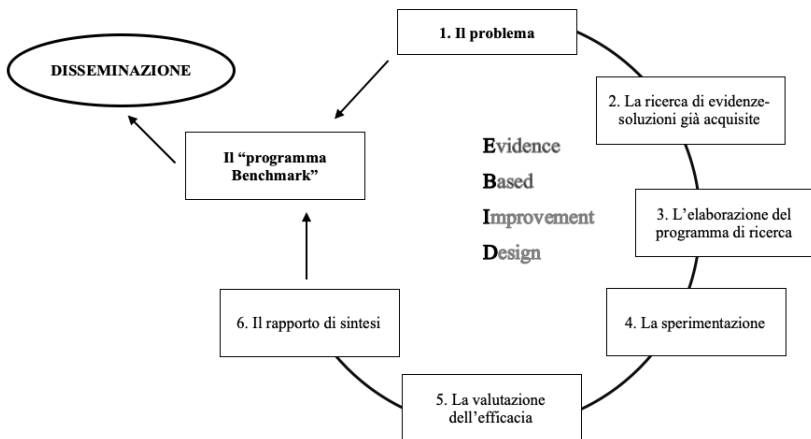 1. Il problema
DISSEMINAZIONE
2. La ricerca di evidenze-
soluzioni già acquisite
Il “programma
Benchmark”
Evidence
Based
Improvement
Design
3. L’elaborazione del
programma di ricerca
6. Il rapporto di sintesi
4. La sperimentazione
5. La valutazione
dell’efficacia